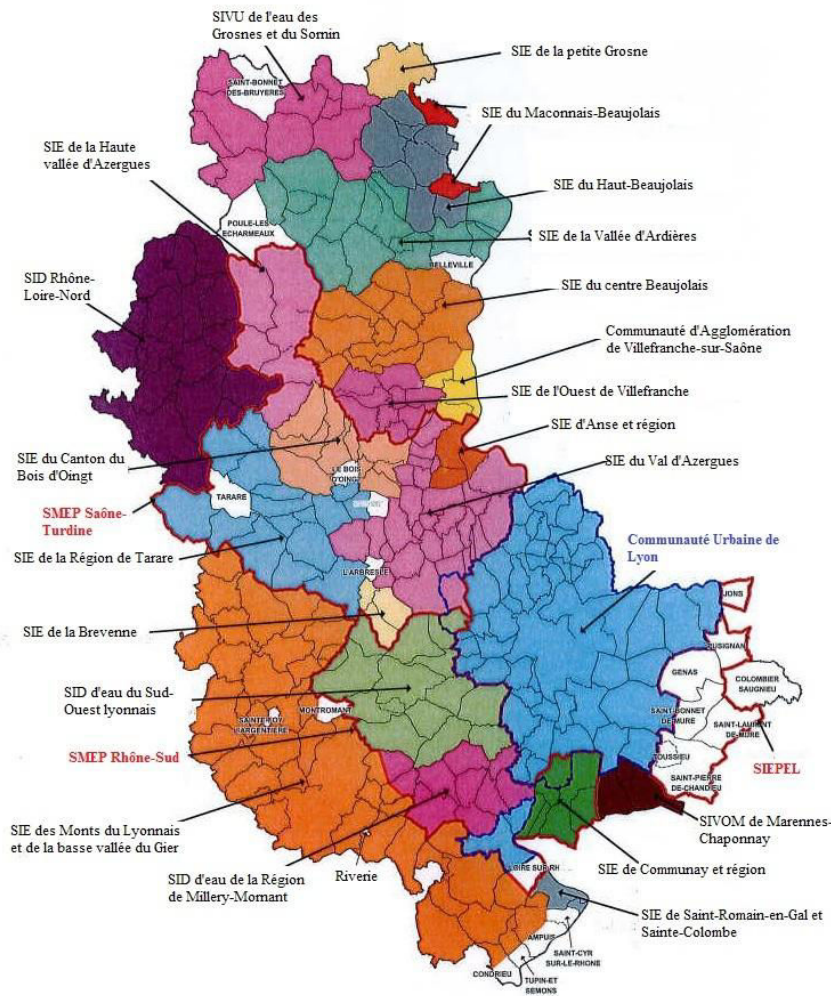 SIVU de l'eau des
Grosnes et du Sornin
SIE de la petite Grosne
SAINT-BONNET
DES-BRUYERES
SIE du Maconnais-Beaujolais
SIE de la Haute
vallée d'Azergues
SIE du Haut-Beaujolais
POULE-LES
ECHARMEAUX
SIE de la Vallée d'Ardières
BELLEVILLE
SID Rhône-
Loire-Nord
SIE du centre Beaujolais
Communauté d'Agglomération
de Villefranche-sur-Saône
SIE de l'Ouest de Villefranche
SIE d'Anse et région
SIE du Canton du
Bois d'Oingt
LE BOIS
D'OINGT
SIE du Val d'Azergues
TARARE
SMEP Saône-
Turdine
Communauté Urbaine de
Lyon
SIE de la Région de Tarare
L'ARBRESLE
JONS
SIE de la Brevenne
PUSIGNAN
GENAS
COLOMBIER
SAUGNIEU
SID d'eau du Sud-
Ouest lyonnais
MONTROMANT
SAINTE FOY
L'ARGENTIERE
SAINT-BONNET
DE-MURE
SAINT-LAURENT
DE-MURE
SMEP Rhône-Sud
TOUSSIEU
SIEPEL
SAINT-PIERRE
DE-CHANDIEU
SIE des Monts du Lyonnais
et de la basse vallée du Gier
SIVOM de Marennes-
Chaponnay
SID d'eau de la Région
de Millery-Mornant
Riverie
LOIRE SUR RH
SIE de Communay et région
SIE de Saint-Romain-en-Gal et
Sainte-Colombe
AMPUIS
SAINT-CYR
SUR-LE-RHONE
CONDRIEU
TUPIN-ET
SEMONS